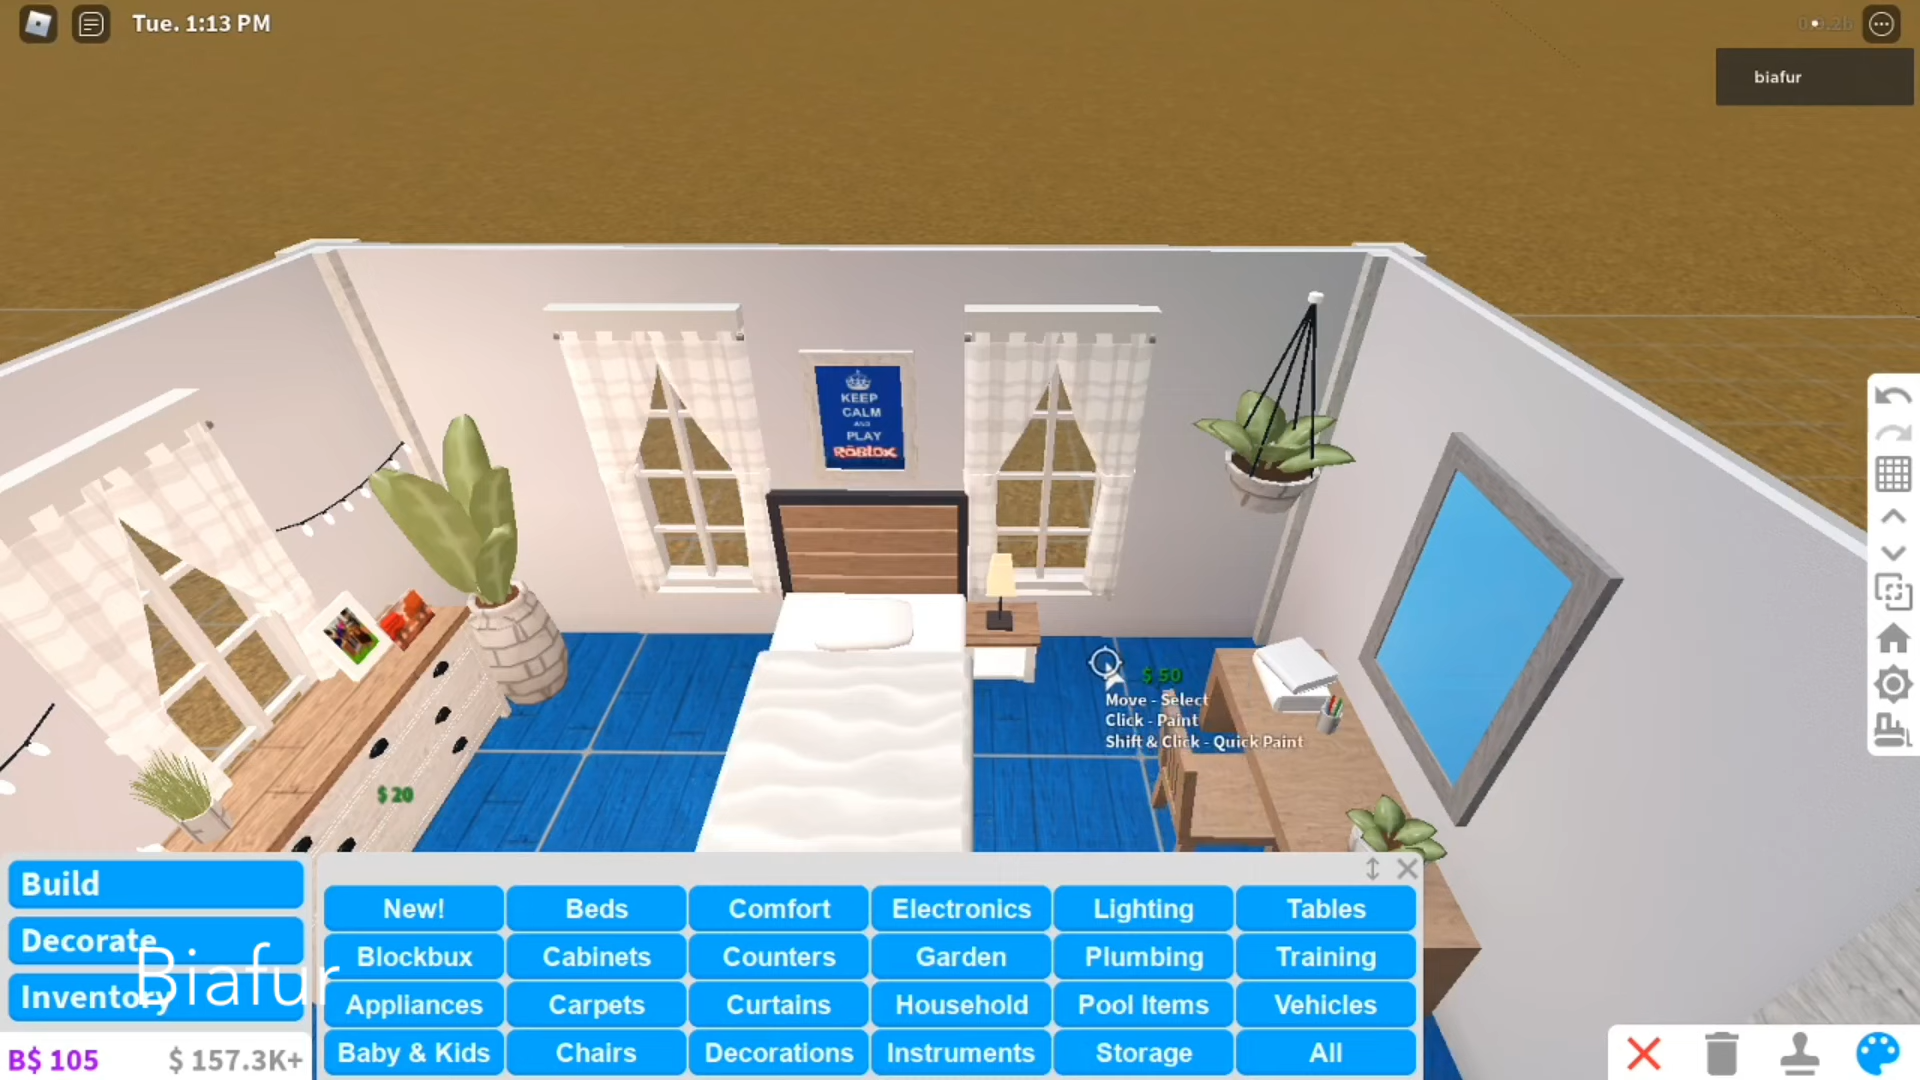 Tue. 1:13 PM
biafur
KEEP
CALM
AND
PLAY
ROBLOX
$ 50
Move - Select
Click - Paint
Shift & Click - Quick Paint
$ 20
Build
Decorate
Inventory
Biafur
New!
Beds
Comfort
Electronics
Lighting
Tables
Blockbux
Cabinets
Counters
Garden
Plumbing
Training
Appliances
Carpets
Curtains
Household
Pool Items
Vehicles
Baby & Kids
Chairs
Decorations
Instruments
Storage
All
B$ 105
$ 157.3K+